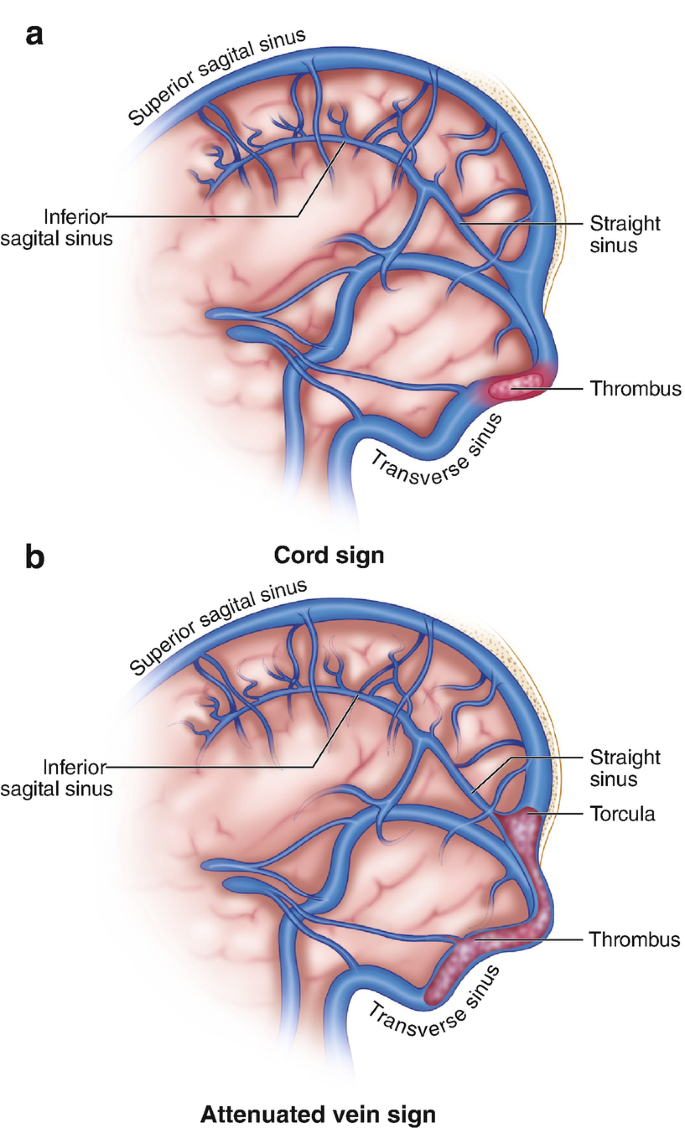 a
Superior sagital sinus
Inferior
sagital sinus
Straight
sinus
Thrombus
Transverse sinus
Cord sign
b
Superior sagital sinus
Inferior
sagital sinus
Straight
sinus
Torcula
Thrombus
Transverse sinus
Attenuated vein sign